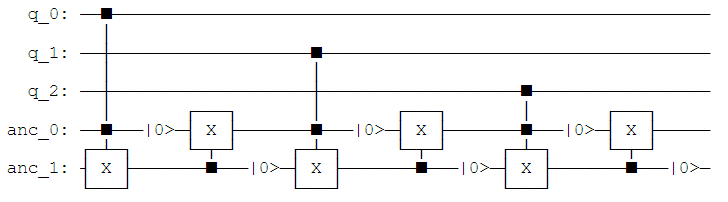 q_0:
q_1:
q_2:
anc_0: |0> X |0> X |0> X
anc_1: X |0> X |0> X |0>